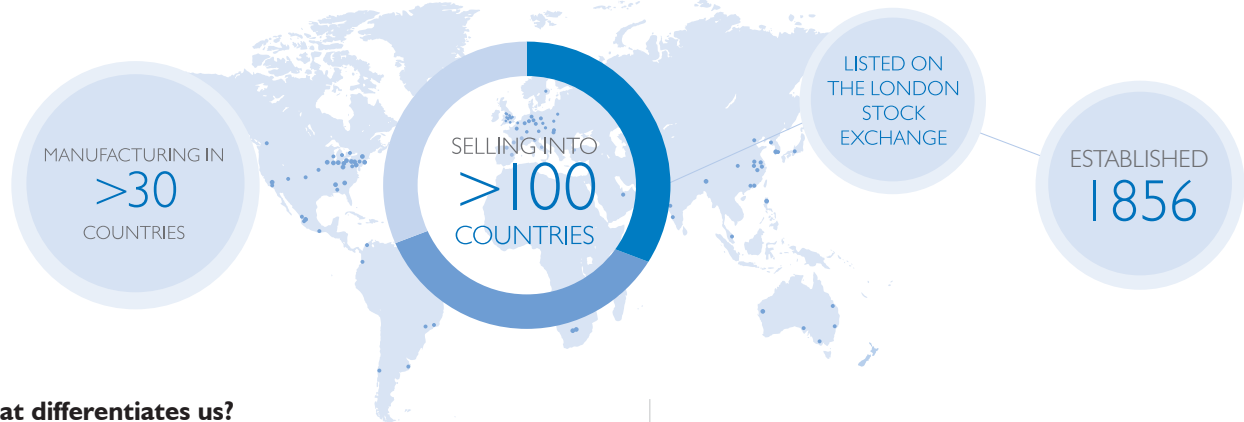 MANUFACTURING IN
>30
COUNTRIES
SELLING INTO
>100
COUNTRIES
LISTED ON
THE LONDON
STOCK
EXCHANGE
ESTABLISHED
1856
at differentiates us?